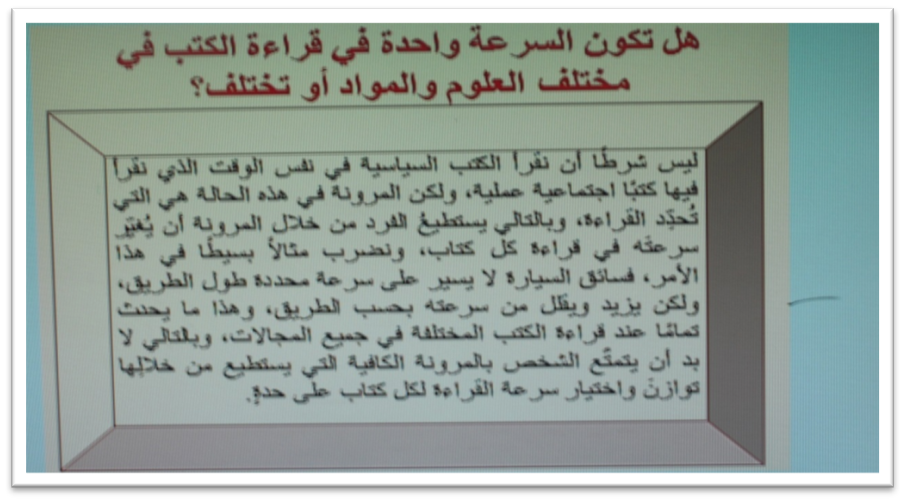 هل تكون السرعة واحدة في قراءة الكتب في
مختلف العلوم والمواد أو تختلف؟
ليس شرطًا أن نقرأ الكتب السياسية في نفس الوقت الذي نقرأ
فيها كتبًا اجتماعية عملية، ولكن المرونة في هذه الحالة هي التي
تُحدِّد القراءة، وبالتالي يستطيعُ الفرد من خلال المرونة أن يُغيِّر
سرعتَه في قراءة كل كتاب، ونضرب مثالاً بسيطًا في هذا
الأمر، فسائق السيارة لا يسير على سرعة محددة طول الطريق،
ولكن يزيد ويقلل من سرعته بحسب الطريق، وهذا ما يحدث
تمامًا عند قراءة الكتب المختلفة في جميع المجالات، وبالتالي لا
بد أن يتمتَّع الشخص بالمرونة الكافية التي يستطيع من خلالِها
توازنَ واختيار سرعة القراءة لكل كتاب على حدةٍ.